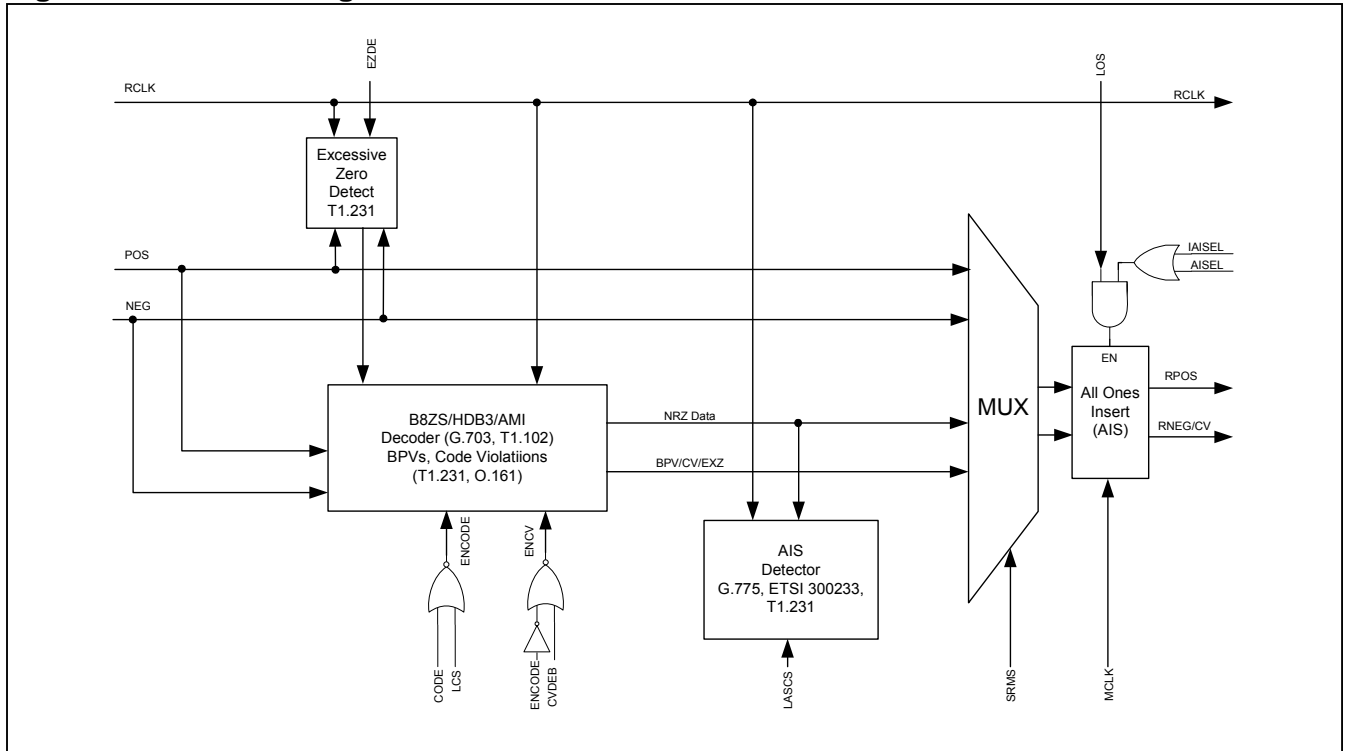 EZDE
LOS
RCLK
RCLK
Excessive
Zero
Detect
T1.231
IAISEL
AISEL
POS
NEG
EN
All Ones
Insert
(AIS)
RPOS
RNEG/CV
MUX
B8ZS/HDB3/AMI
Decoder (G.703, T1.102)
BPVs, Code Violatiions
(T1.231, O.161)
NRZ Data
BPV/CV/EXZ
ENCODE
ENCV
AIS
Detector
G.775, ETSI 300233,
T1.231
CODE
LCS
ENCODE
CVDEB
LASCS
SRMS
MCLK